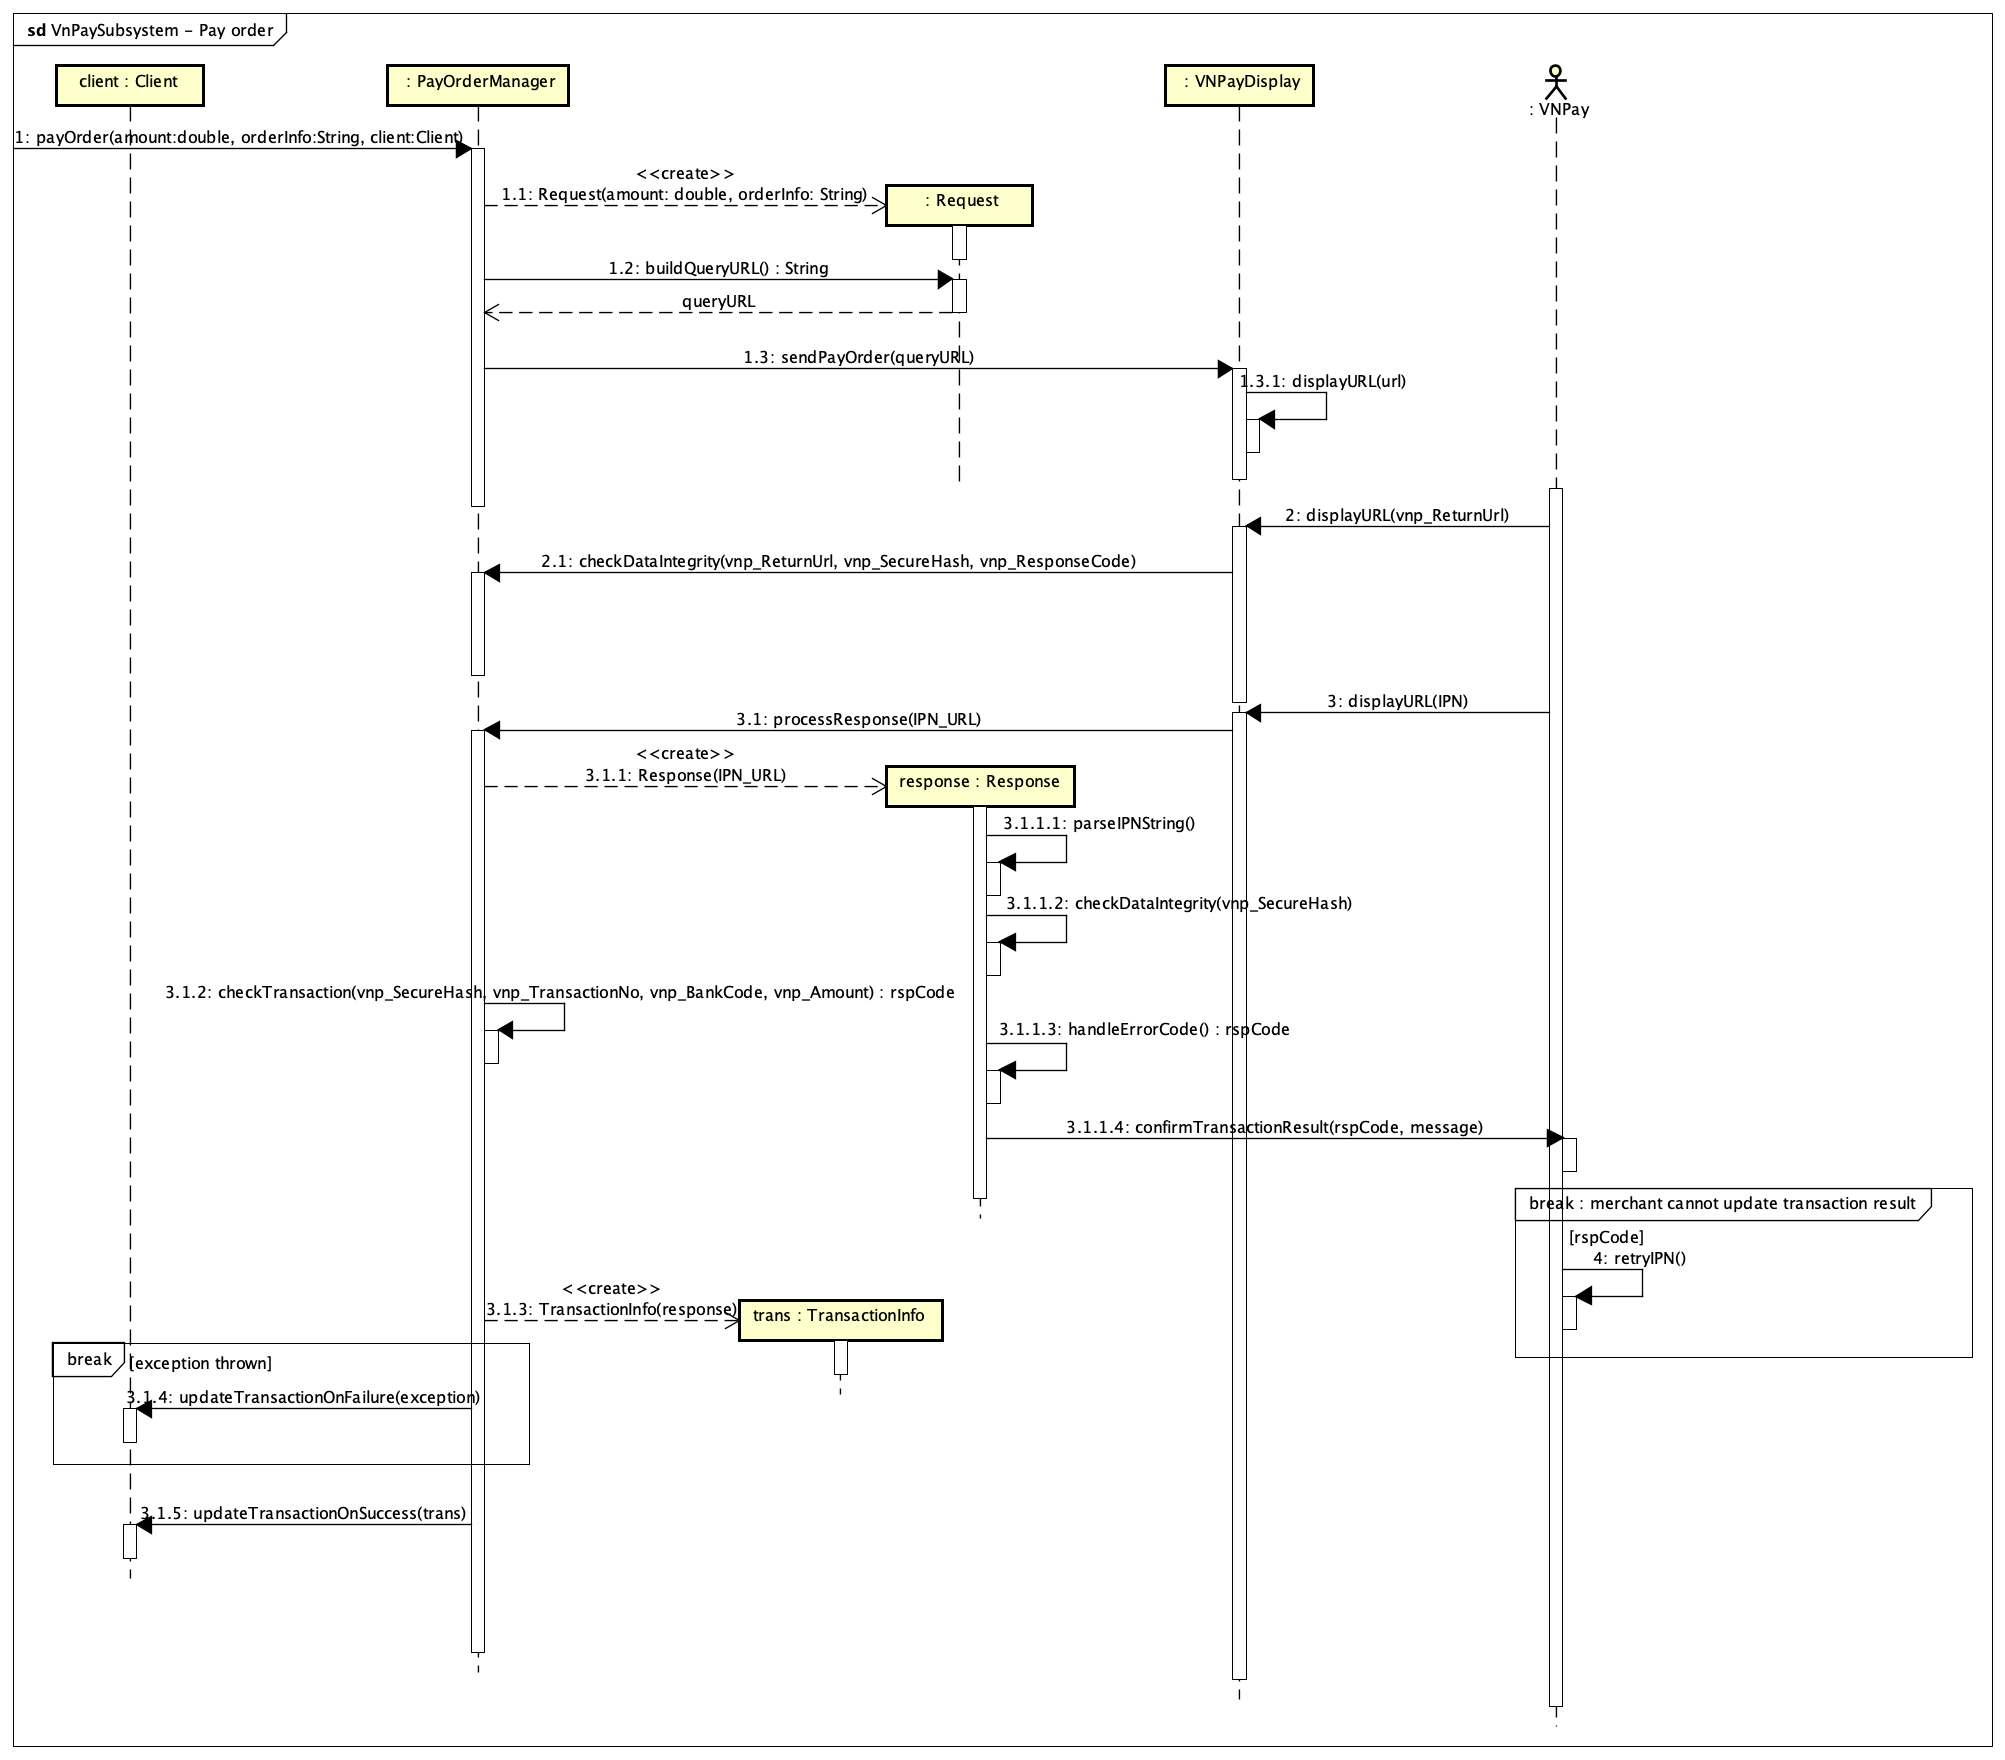 sd VnPaySubsystem - Pay order
client : Client
: PayOrderManager
: VNPayDisplay
: VNPay
1: payOrder(amount:double, orderInfo:String, client:Client)
<<create>>
1.1: Request(amount: double, orderInfo: String)
: Request
1.2: buildQueryURL() : String
queryURL
1.3: sendPayOrder(queryURL)
1.3.1: displayURL(url)
2: displayURL(vnp_ReturnUrl)
2.1: checkDataIntegrity(vnp_ReturnUrl, vnp_SecureHash, vnp_ResponseCode)
3: displayURL(IPN)
3.1: processResponse(IPN_URL)
<<create>>
3.1.1: Response(IPN_URL)
response : Response
3.1.1.1: parseIPNString()
3.1.1.2: checkDataIntegrity(vnp_SecureHash)
3.1.2: checkTransaction(vnp_SecureHash, vnp_TransactionNo, vnp_BankCode, vnp_Amount) : rspCode
3.1.1.3: handleErrorCode() : rspCode
3.1.1.4: confirmTransactionResult(rspCode, message)
break : merchant cannot update transaction result
[rspCode]
4: retryIPN()
<<create>>
3.1.3: TransactionInfo(response)
trans : TransactionInfo
break
[exception thrown]
3.1.4: updateTransactionOnFailure(exception)
3.1.5: updateTransactionOnSuccess(trans)